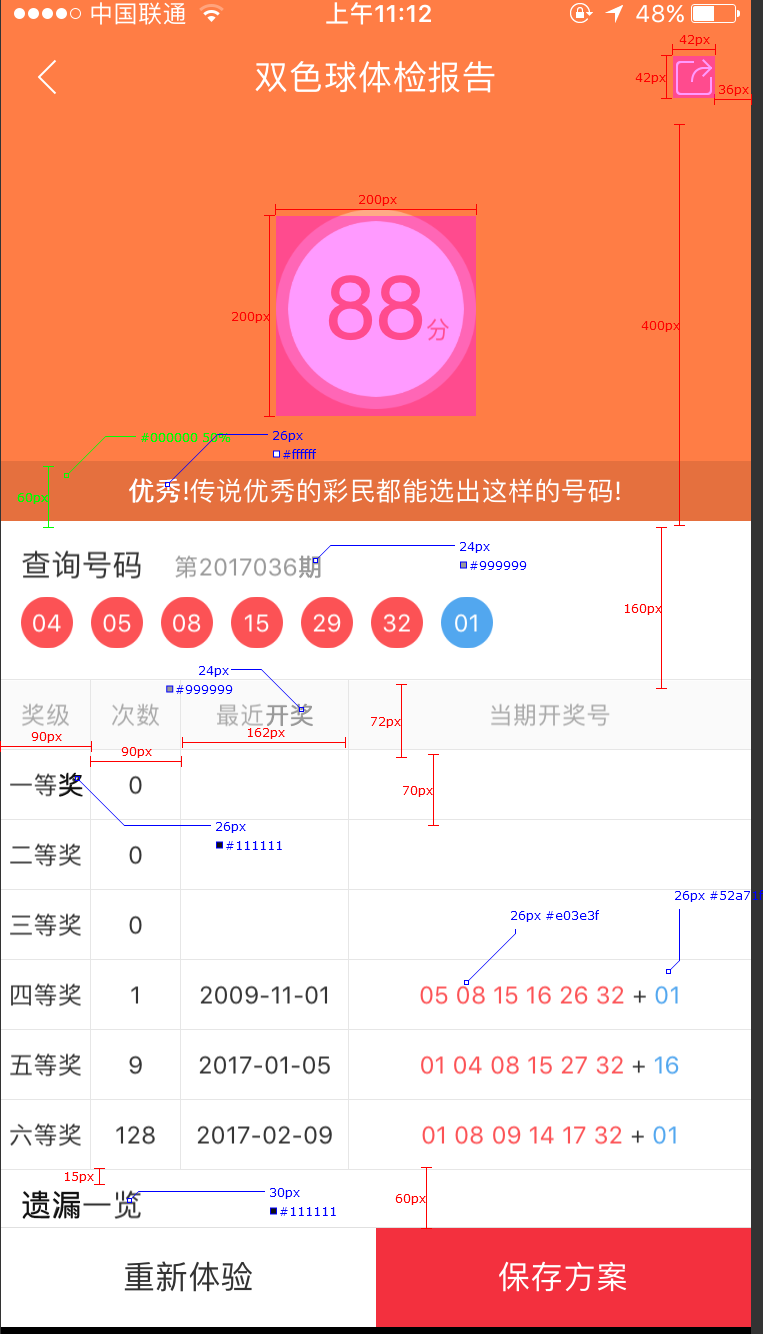 中国联通 上午11:12 48%
42px
双色球体检报告
42px
36px
200px
88分
200px
400px
26px
#ffffff
优秀!传说优秀的彩民都能选出这样的号码!
查询号码 第2017036期
24px
#999999
04 05 08 15 29 32 01
160px
24px
#999999
奖级 次数 最近开奖 当期开奖号
72px
90px 90px 162px
一等奖 0
70px
26px
#111111
二等奖 0
26px #e03e3f
三等奖 0
四等奖 1 2009-11-01 05 08 15 16 26 32 + 01
五等奖 9 2017-01-05 01 04 08 15 27 32 + 16
六等奖 128 2017-02-09 01 08 09 14 17 32 + 01
15px
遗漏一览
30px
#111111
60px
重新体验 保存方案